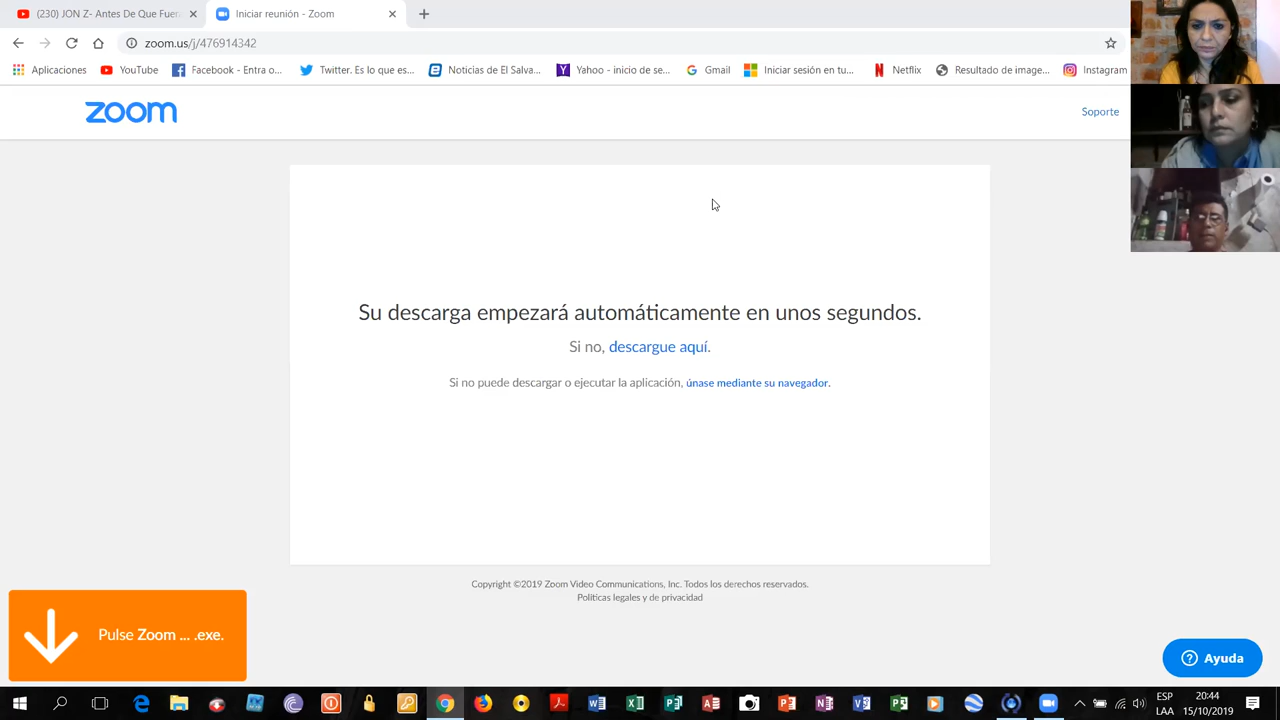 (230) JON Z- Antes De Que Fuer
Iniciar reunión - Zoom
zoom.us/j/476914342
Aplicaciones
YouTube
Facebook - Entra o...
Twitter. Es lo que es...
Noticias de El Salva...
Yahoo - inicio de se...
Gmail
Iniciar sesión en tu...
Netflix
Resultado de image...
Instagram
zoom
Soporte
Su descarga empezará automáticamente en unos segundos.
Si no, descargue aquí.
Si no puede descargar o ejecutar la aplicación, únase mediante su navegador.
Copyright ©2019 Zoom Video Communications, Inc. Todos los derechos reservados.
Políticas legales y de privacidad
Pulse Zoom ... .exe.
Ayuda
ESP
LAA
20:44
15/10/2019